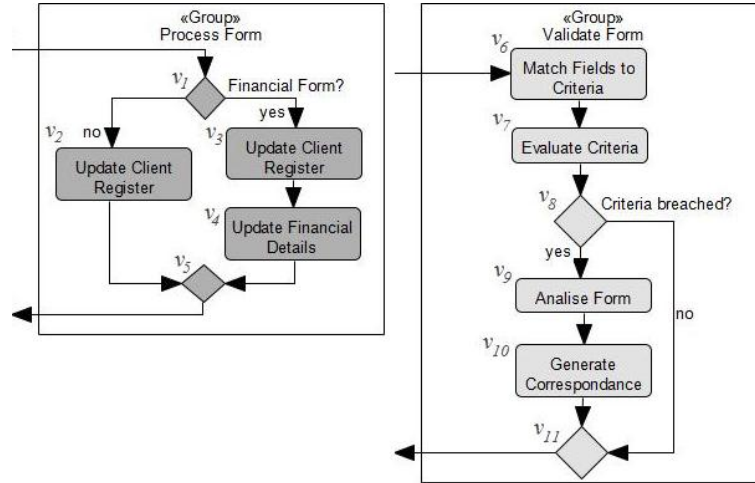 «Group»
Process Form
v1
Financial Form?
no
yes
v2
v3
Update Client
Register
Update Client
Register
v4
Update Financial
Details
v5
«Group»
Validate Form
v6
Match Fields to
Criteria
v7
Evaluate Criteria
v8
Criteria breached?
yes
v9
Analise Form
no
v10
Generate
Correspondance
v11